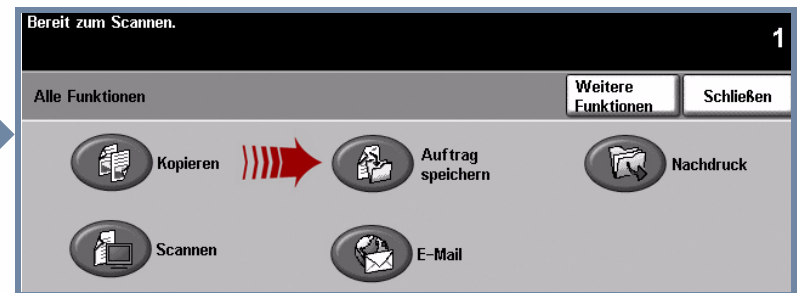 Bereit zum Scannen.
1
Alle Funktionen
Weitere
Funktionen
Schließen
Kopieren
Auftrag
speichern
Nachdruck
Scannen
E-Mail